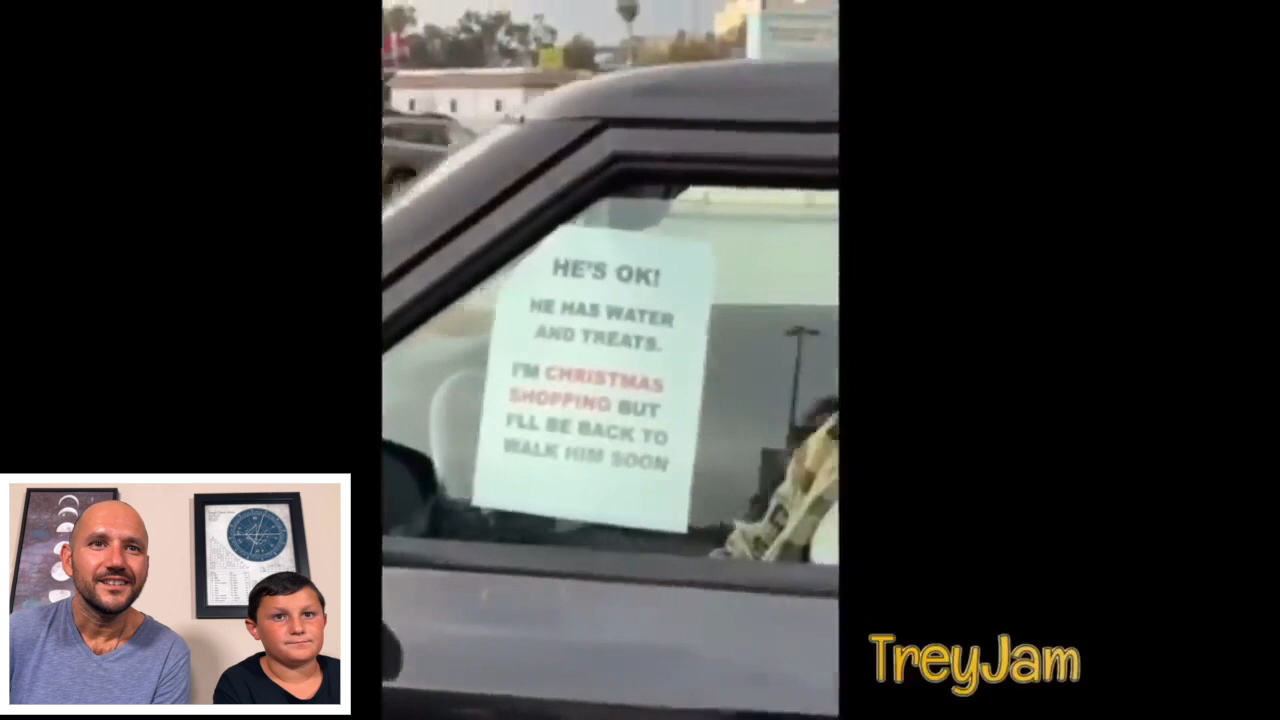 HE'S OK!
HE HAS WATER
AND TREATS.
I'M CHRISTMAS
SHOPPING BUT
I'LL BE BACK TO
WALK HIM SOON
TreyJam